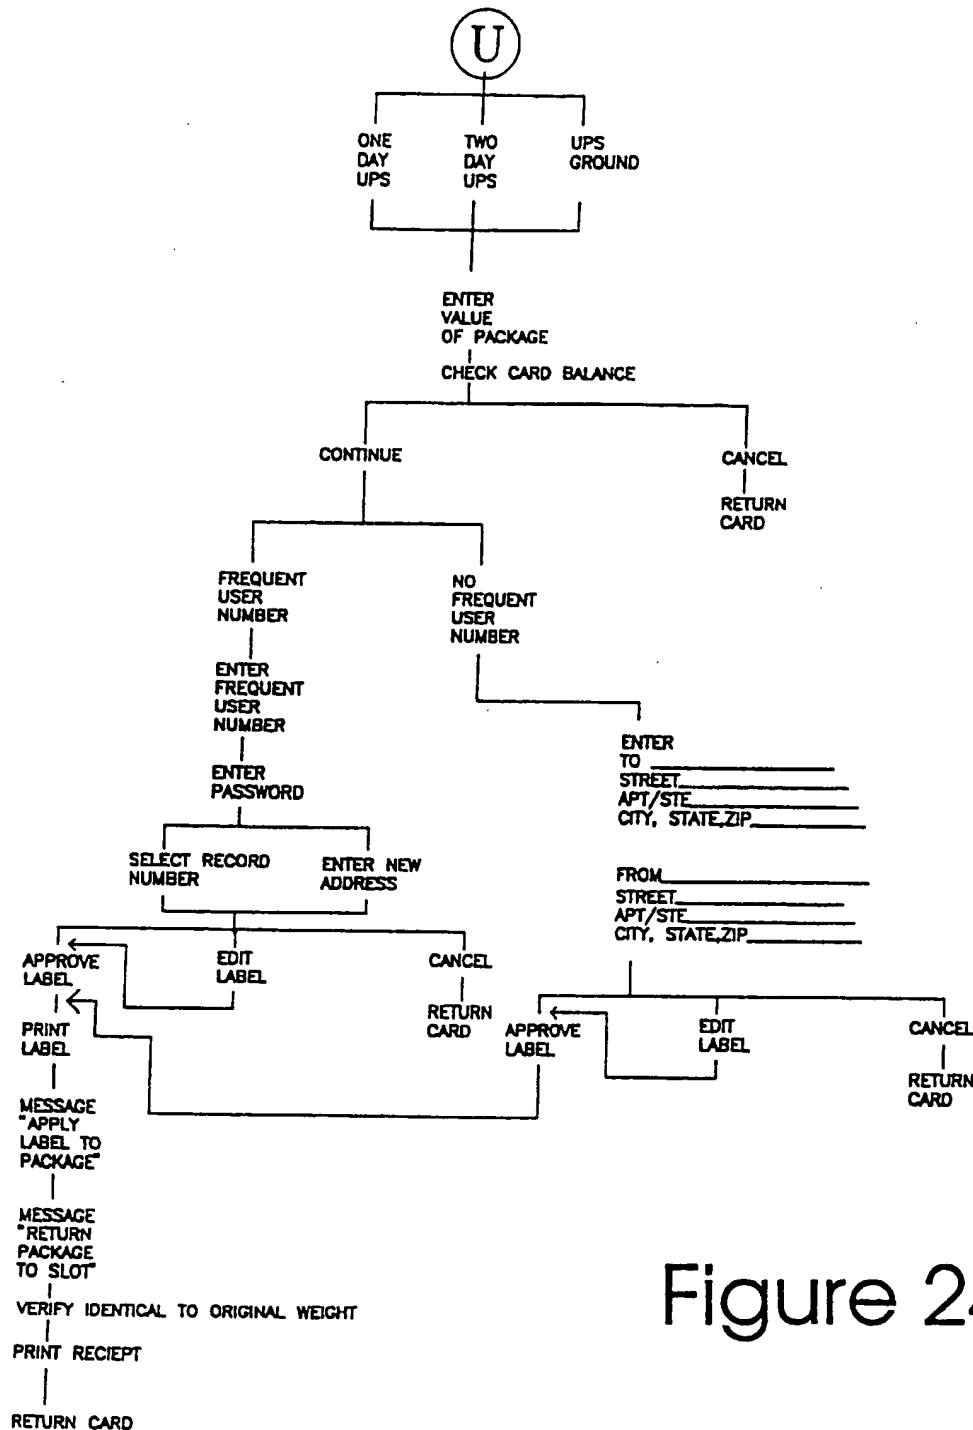 U
ONE
DAY
UPS
TWO
DAY
UPS
UPS
GROUND
ENTER
VALUE
OF PACKAGE
CHECK CARD BALANCE
CONTINUE
CANCEL
RETURN
CARD
FREQUENT
USER
NUMBER
NO
FREQUENT
USER
NUMBER
ENTER
FREQUENT
USER
NUMBER
ENTER
PASSWORD
ENTER
TO
STREET
APT/STE
CITY, STATE,ZIP
FROM
STREET
APT/STE
CITY, STATE,ZIP
SELECT RECORD
NUMBER
ENTER NEW
ADDRESS
APPROVE
LABEL
EDIT
LABEL
CANCEL
RETURN
CARD
APPROVE
LABEL
EDIT
LABEL
CANCEL
RETURN
CARD
PRINT
LABEL
MESSAGE
"APPLY
LABEL TO
PACKAGE"
MESSAGE
"RETURN
PACKAGE
TO SLOT"
VERIFY IDENTICAL TO ORIGINAL WEIGHT
PRINT RECIEPT
RETURN CARD
Figure 2